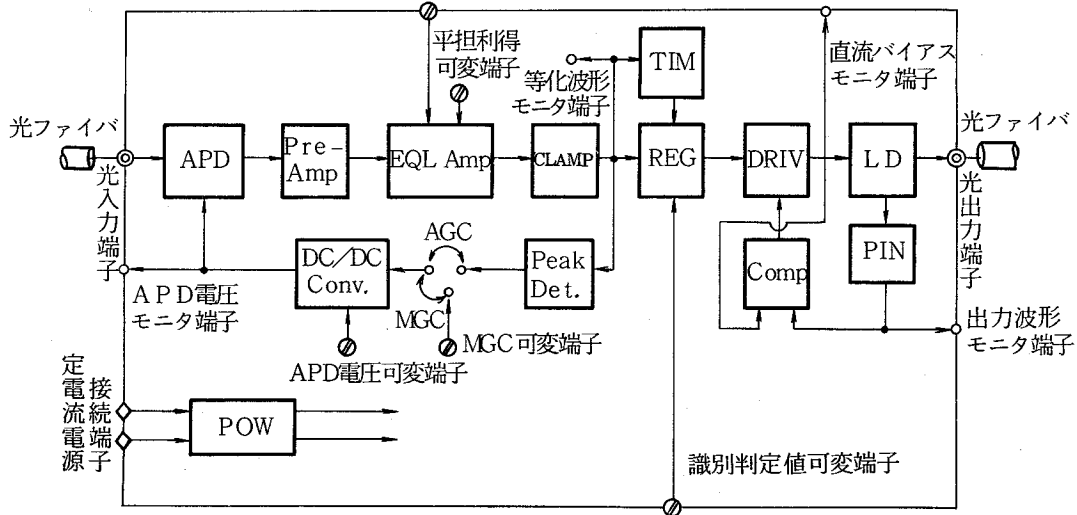 平担利得
可変端子
等化波形
モニタ端子
TIM
直流バイアス
モニタ端子
光ファイバ
APD
Pre-
Amp
EQL Amp
CLAMP
REG
DRIV
LD
光ファイバ
光入力端子
光出力端子
AGC
DC/DC
Conv.
Peak
Det.
Comp
PIN
APD電圧
モニタ端子
MGC
MGC可変端子
出力波形
モニタ端子
APD電圧可変端子
定電流電源
接続端子
POW
識別判定値可変端子